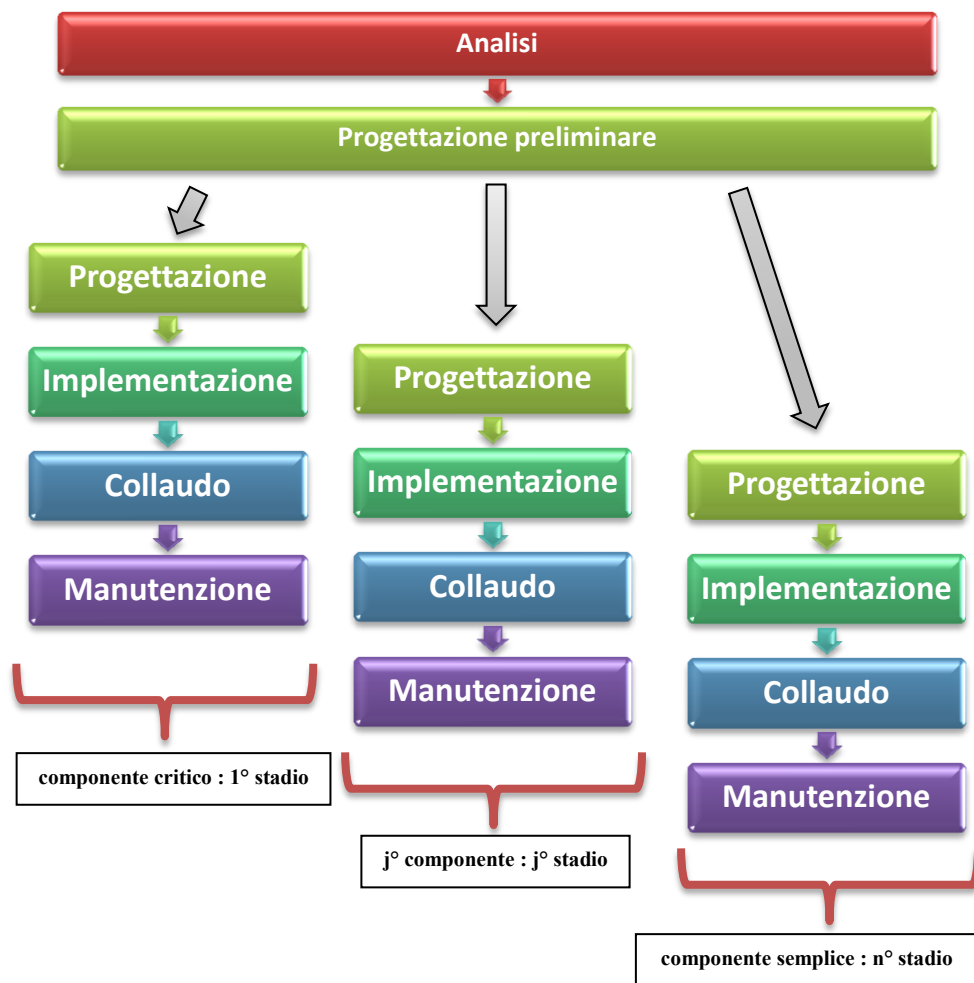 Analisi
Progettazione preliminare
Progettazione
Implementazione
Collaudo
Manutenzione
componente critico : 1° stadio
Progettazione
Implementazione
Collaudo
Manutenzione
j° componente : j° stadio
Progettazione
Implementazione
Collaudo
Manutenzione
componente semplice : n° stadio